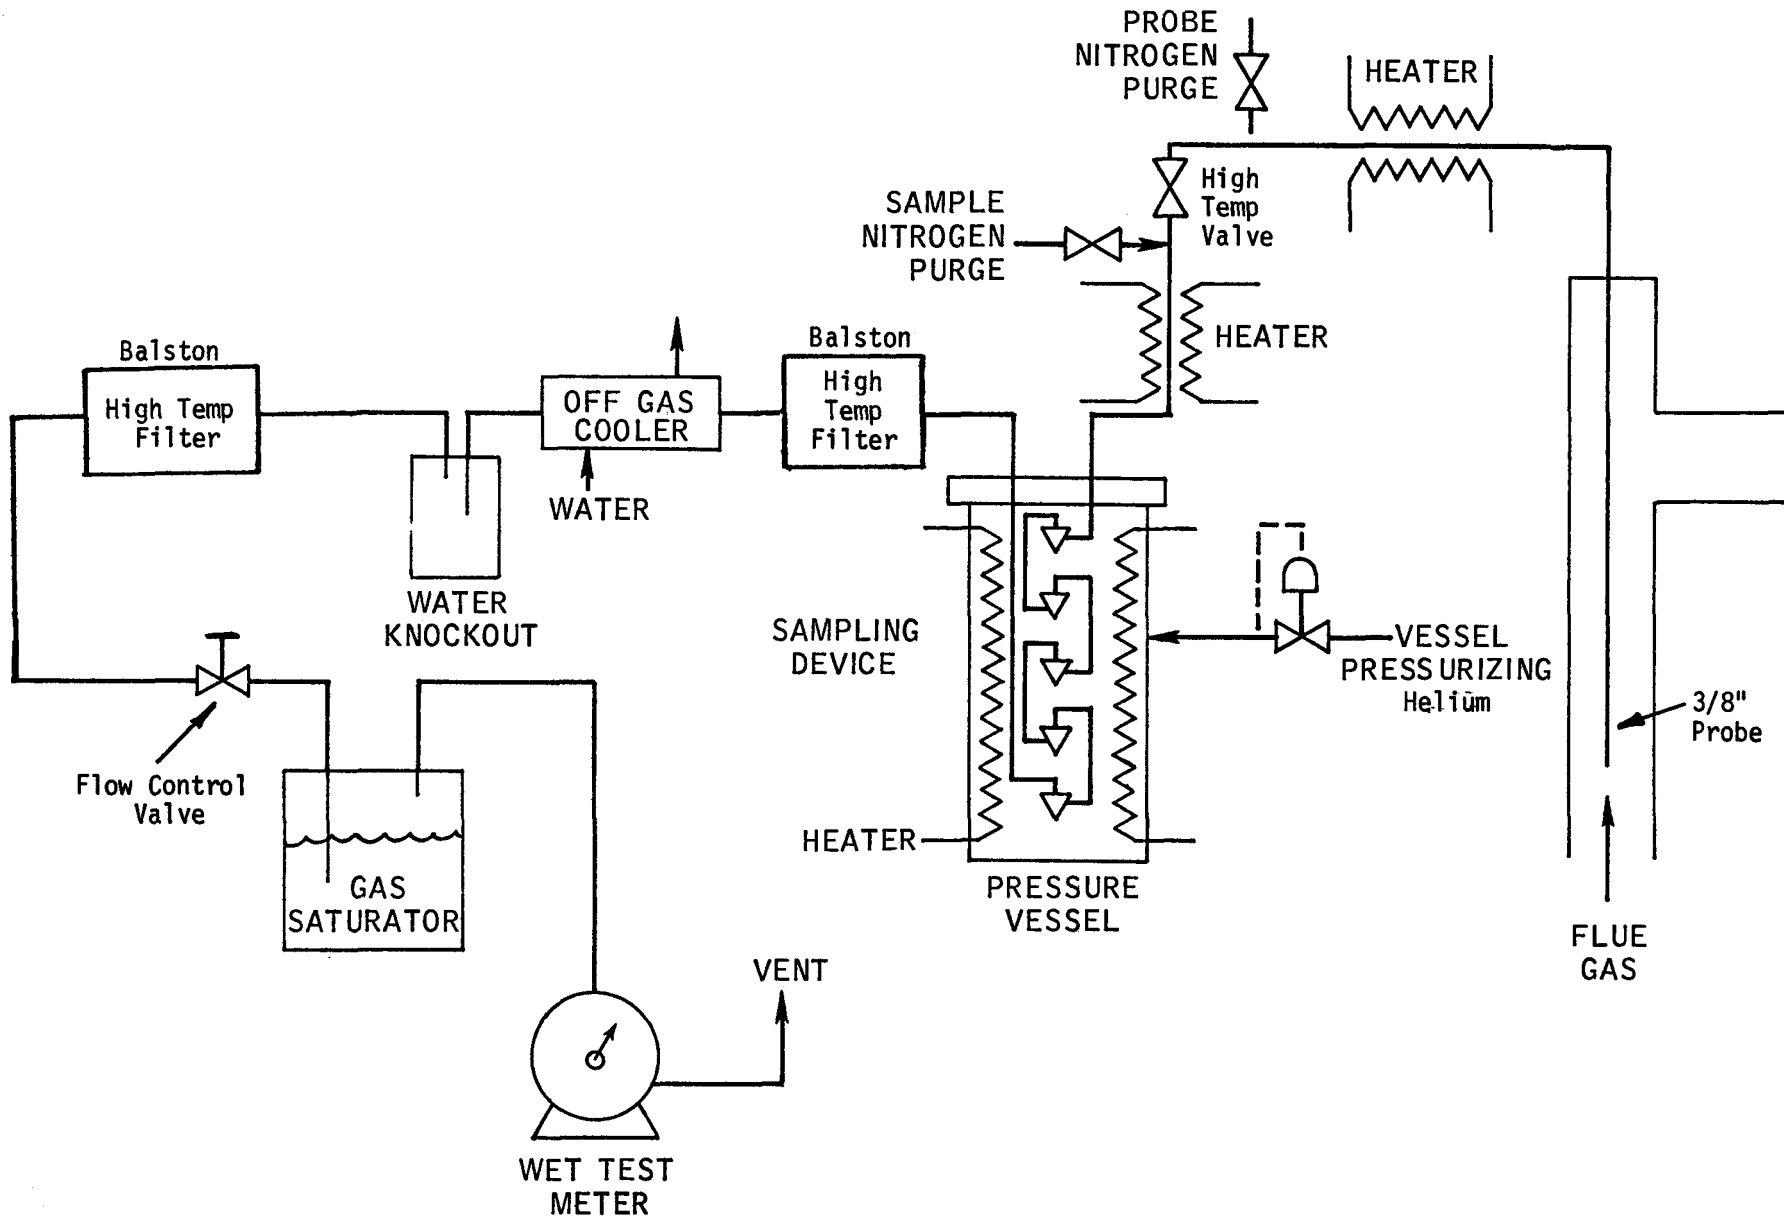 PROBE
NITROGEN
PURGE
HEATER
High
Temp
Valve
SAMPLE
NITROGEN
PURGE
HEATER
Balston
High Temp
Filter
OFF GAS
COOLER
Balston
High
Temp
Filter
WATER
WATER
KNOCKOUT
SAMPLING
DEVICE
VESSEL
PRESSURIZING
Helium
3/8"
Probe
Flow Control
Valve
HEATER
GAS
SATURATOR
PRESSURE
VESSEL
FLUE
GAS
VENT
WET TEST
METER